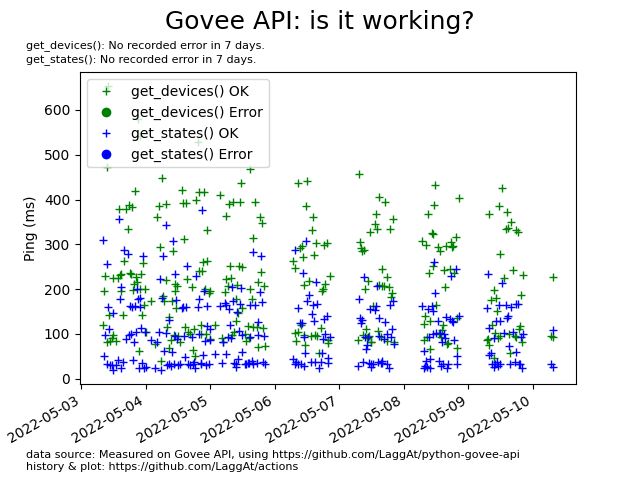 Govee API: is it working?
get_devices(): No recorded error in 7 days.
get_states(): No recorded error in 7 days.
get_devices() OK
get_devices() Error
get_states() OK
get_states() Error
Ping (ms)
600
500
400
300
200
100
0
2022-05-03
2022-05-04
2022-05-05
2022-05-06
2022-05-07
2022-05-08
2022-05-09
2022-05-10
data source: Measured on Govee API, using https://github.com/LaggAt/python-govee-api
history & plot: https://github.com/LaggAt/actions